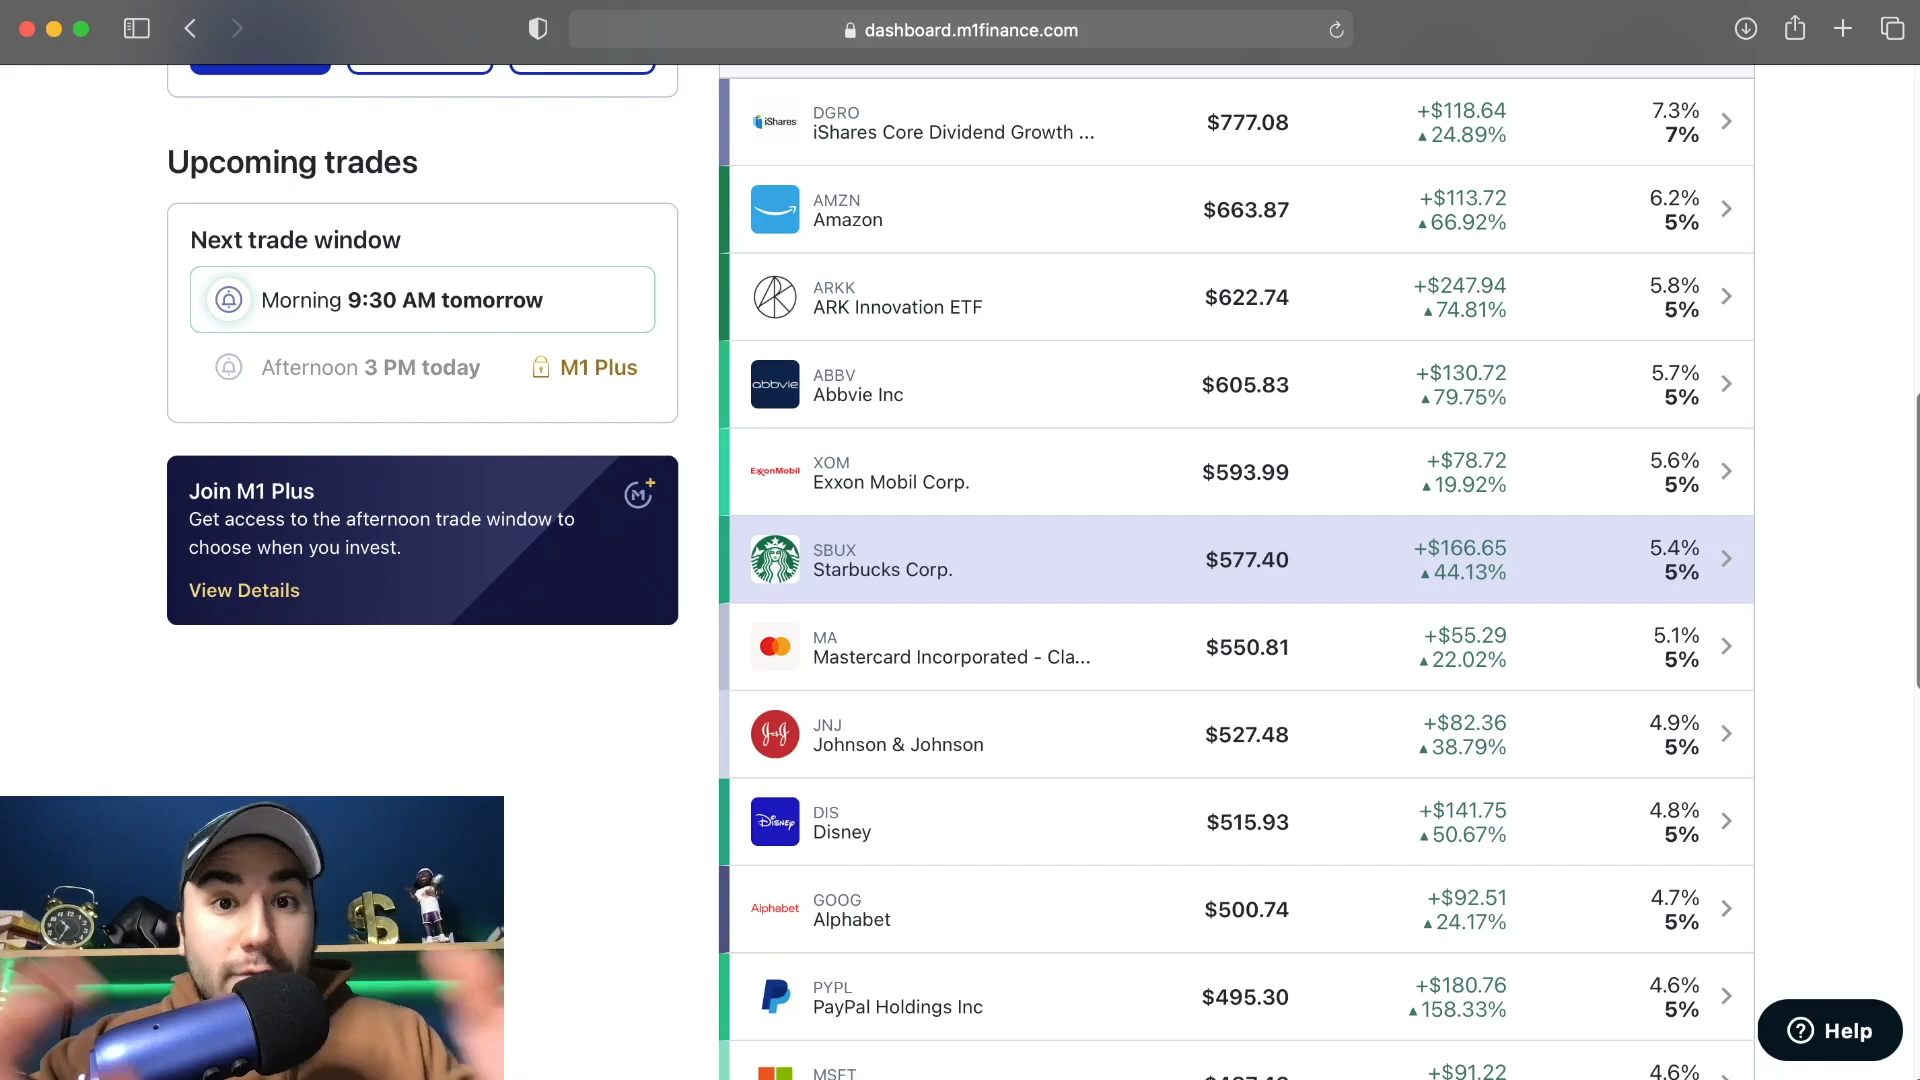 dashboard.m1finance.com
Upcoming trades
Next trade window
Morning 9:30 AM tomorrow
Afternoon 3 PM today
M1 Plus
Join M1 Plus
Get access to the afternoon trade window to
choose when you invest.
View Details
M
iShares
DGRO
iShares Core Dividend Growth ...
$777.08
+$118.64
▲24.89%
7.3%
7%
AMZN
Amazon
$663.87
+$113.72
▲66.92%
6.2%
5%
ARKK
ARK Innovation ETF
$622.74
+$247.94
▲74.81%
5.8%
5%
abbvie
ABBV
Abbvie Inc
$605.83
+$130.72
▲79.75%
5.7%
5%
ExxonMobil
XOM
Exxon Mobil Corp.
$593.99
+$78.72
▲19.92%
5.6%
5%
SBUX
Starbucks Corp.
$577.40
+$166.65
▲44.13%
5.4%
5%
MA
Mastercard Incorporated - Cla...
$550.81
+$55.29
▲22.02%
5.1%
5%
J&J
JNJ
Johnson & Johnson
$527.48
+$82.36
▲38.79%
4.9%
5%
Disney
DIS
Disney
$515.93
+$141.75
▲50.67%
4.8%
5%
Alphabet
GOOG
Alphabet
$500.74
+$92.51
▲24.17%
4.7%
5%
PYPL
PayPal Holdings Inc
$495.30
+$180.76
▲158.33%
4.6%
5%
MSFT
+$91.22
4.6%
? Help